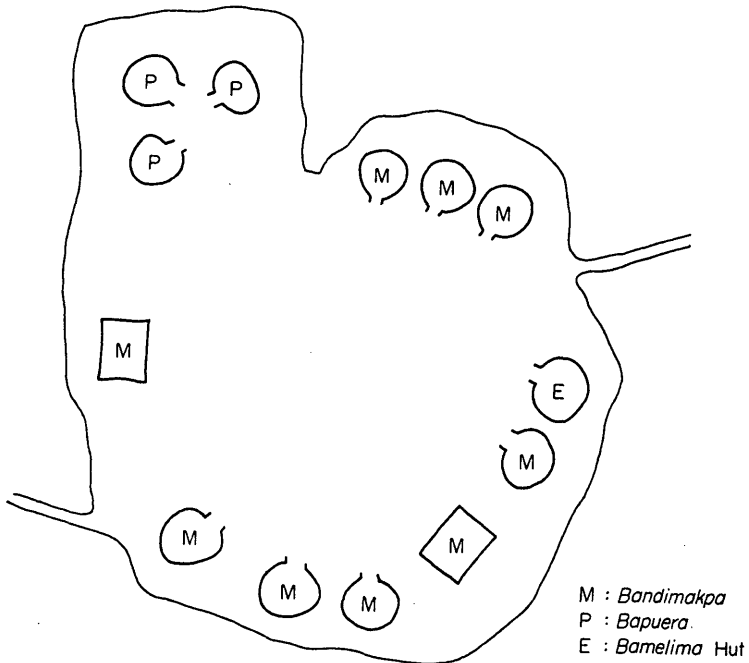 P P
P
M M M
M
E
M
M
M
M M
M : Bandimakpa
P : Bapuera.
E : Bamelima Hut